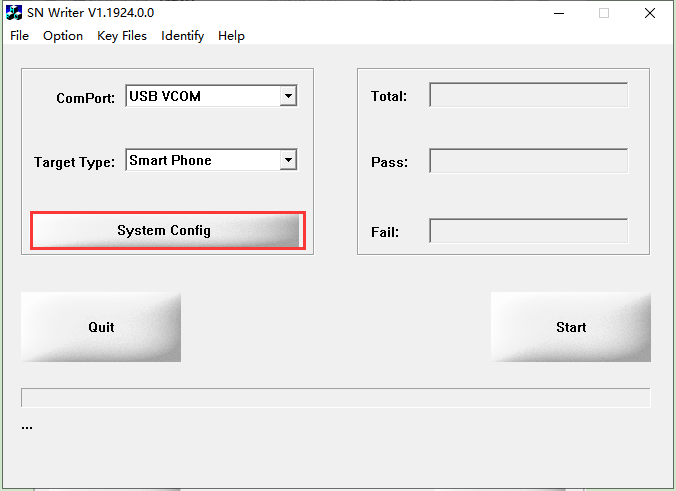 SN Writer V1.1924.0.0
File Option Key Files Identify Help
ComPort: USB VCOM
Target Type: Smart Phone
System Config
Total:
Pass:
Fail:
Quit
Start
...